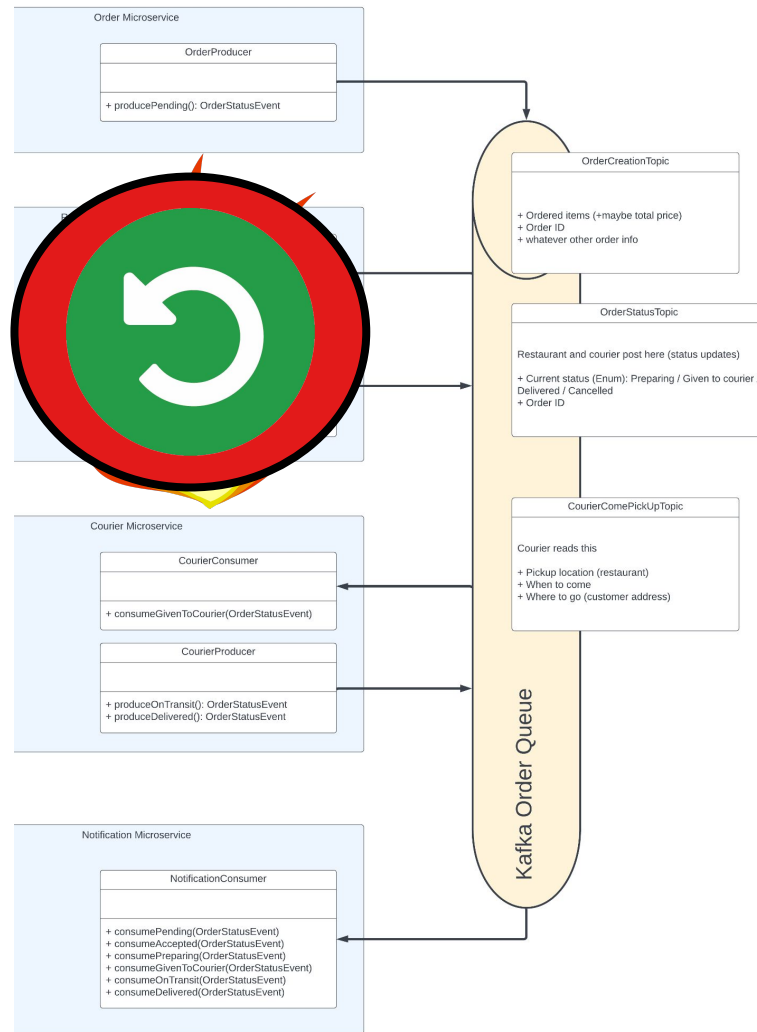 Order Microservice
OrderProducer
+ producePending(): OrderStatusEvent
OrderCreationTopic
+ Ordered items (+maybe total price)
+ Order ID
+ whatever other order info
OrderStatusTopic
Restaurant and courier post here (status updates)
+ Current status (Enum): Preparing / Given to courier
Delivered / Cancelled
+ Order ID
Courier Microservice
CourierConsumer
+ consumeGivenToCourier(OrderStatusEvent)
CourierProducer
+ produceOnTransit(): OrderStatusEvent
+ produceDelivered(): OrderStatusEvent
CourierComePickUpTopic
Courier reads this
+ Pickup location (restaurant)
+ When to come
+ Where to go (customer address)
Kafka Order Queue
Notification Microservice
NotificationConsumer
+ consumePending(OrderStatusEvent)
+ consumeAccepted(OrderStatusEvent)
+ consumePreparing(OrderStatusEvent)
+ consumeGivenToCourier(OrderStatusEvent)
+ consumeOnTransit(OrderStatusEvent)
+ consumeDelivered(OrderStatusEvent)